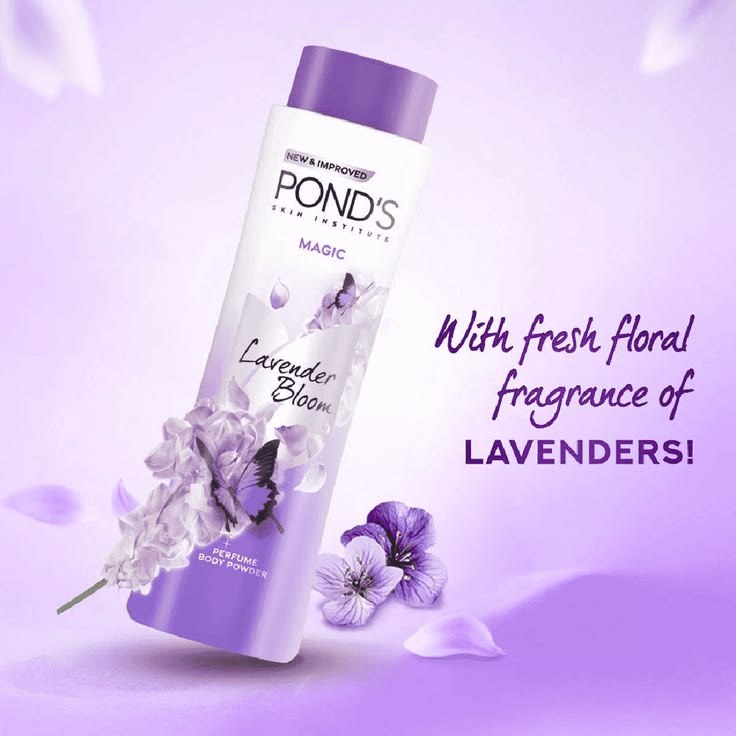 NEW & IMPROVED
POND'S
SKIN INSTITUTE
MAGIC
Lavender
Bloom
+
PERFUME
BODY POWDER
With fresh floral
fragrance of
LAVENDERS!